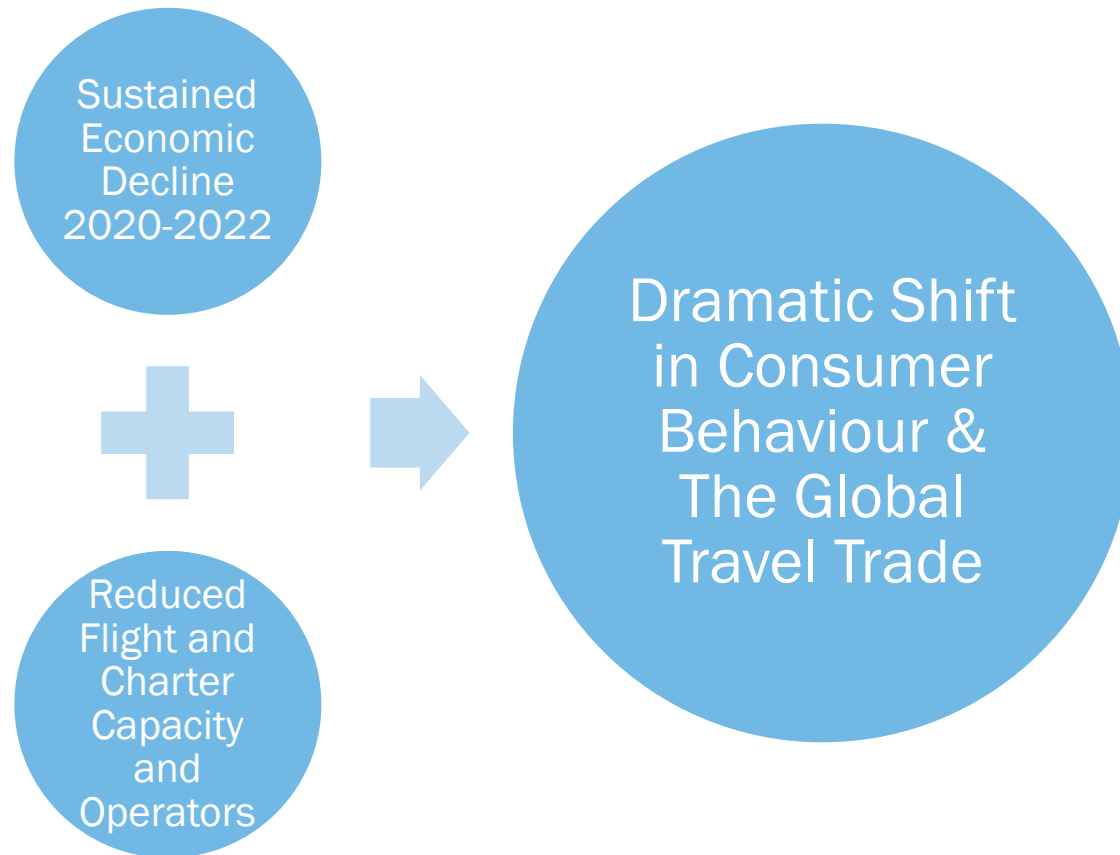 Sustained
Economic
Decline
2020-2022
Reduced
Flight and
Charter
Capacity
and
Operators
Dramatic Shift
in Consumer
Behaviour &
The Global
Travel Trade